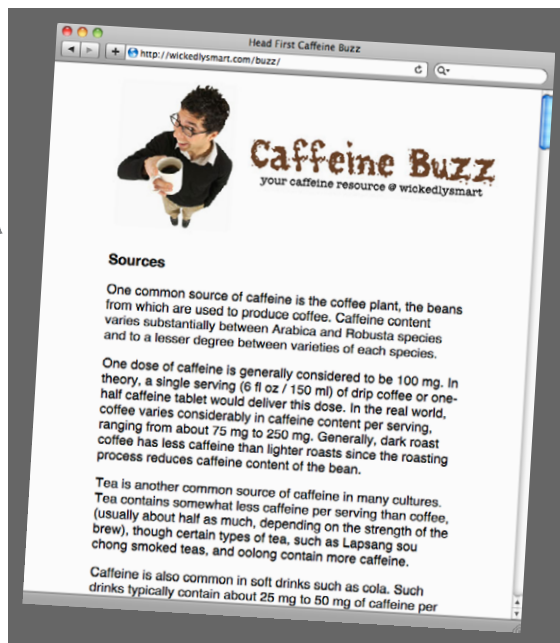 Head First Caffeine Buzz
http://wickedlysmart.com/buzz/
Caffeine Buzz
your caffeine resource @ wickedlysmart
Sources
One common source of caffeine is the coffee plant, the beans
from which are used to produce coffee. Caffeine content
varies substantially between Arabica and Robusta species
and to a lesser degree between varieties of each species.
One dose of caffeine is generally considered to be 100 mg. In
theory, a single serving (6 fl oz / 150 ml) of drip coffee or one-
half caffeine tablet would deliver this dose. In the real world,
coffee varies considerably in caffeine content per serving,
ranging from about 75 mg to 250 mg. Generally, dark roast
coffee has less caffeine than lighter roasts since the roasting
process reduces caffeine content of the bean.
Tea is another common source of caffeine in many cultures.
Tea contains somewhat less caffeine per serving than coffee,
(usually about half as much, depending on the strength of the
brew), though certain types of tea, such as Lapsang sou
chong smoked teas, and oolong contain more caffeine.
Caffeine is also common in soft drinks such as cola. Such
drinks typically contain about 25 mg to 50 mg of caffeine per